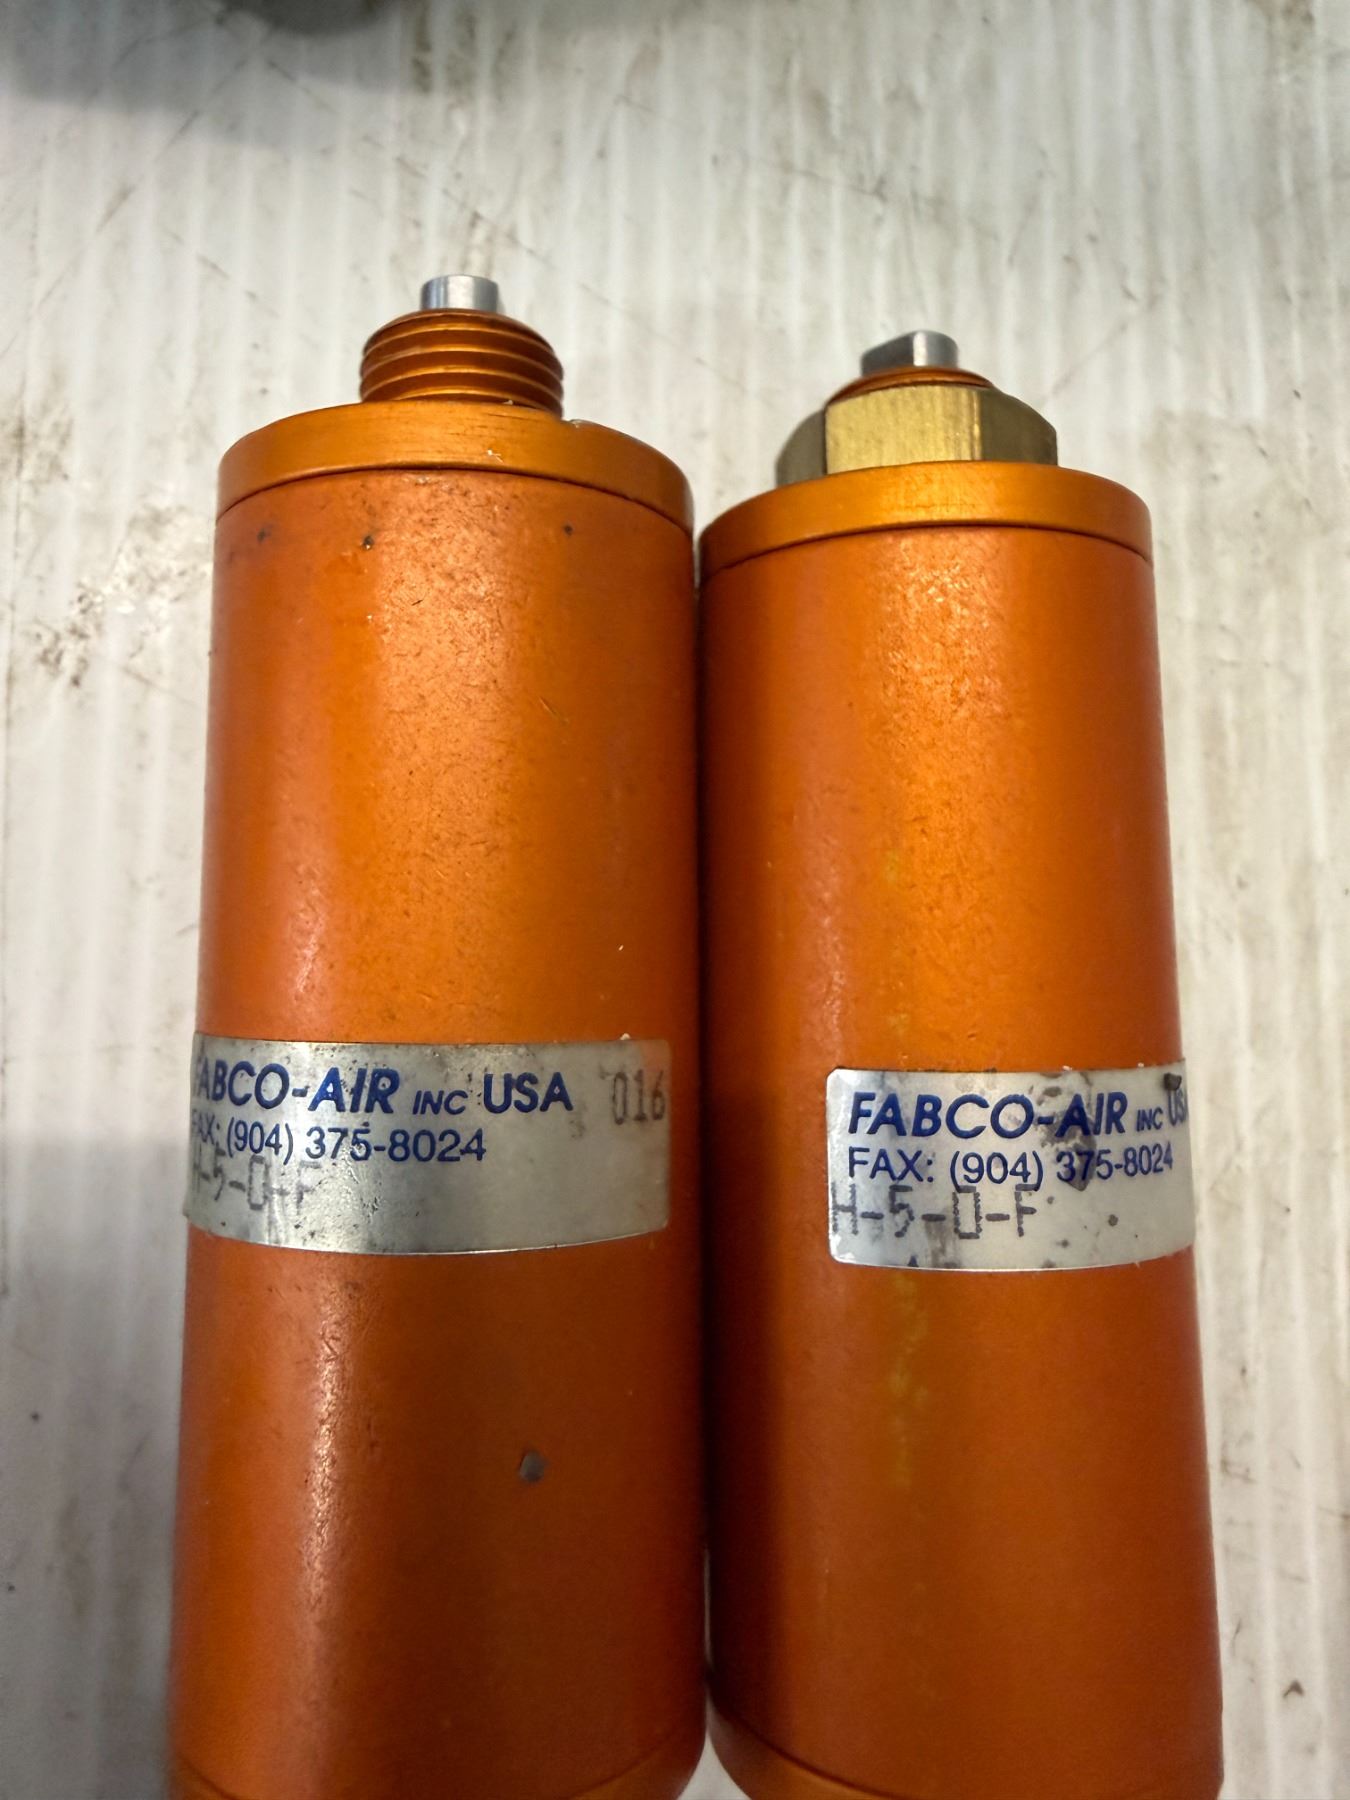 FABCO-AIR INC USA 016
FAX: (904) 375-8024
H-5-0-F
FABCO-AIR INC USA
FAX: (904) 375-8024
H-5-0-F